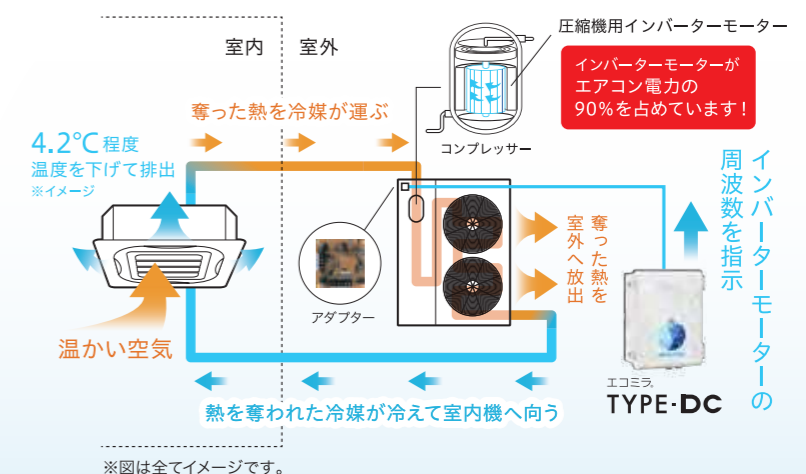 室内
室外
圧縮機用インバーターモーター
インバーターモーターが
エアコン電力の
90%を占めています!
コンプレッサー
奪った熱を冷媒が運ぶ
4.2℃程度
温度を下げて排出
※イメージ
温かい空気
アダプター
奪った熱を
室外へ放出
インバーターモーターの
周波数を指示
エコミラ®
TYPE-DC
熱を奪われた冷媒が冷えて室内機へ向う
※図は全てイメージです。